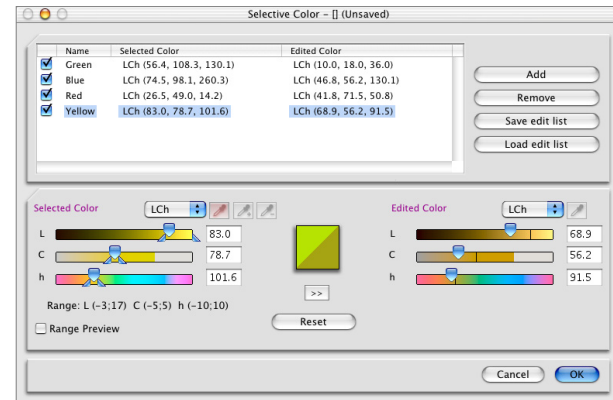 Selective Color – [] (Unsaved)
Name Selected Color Edited Color
Green LCh (56.4, 108.3, 130.1) LCh (10.0, 18.0, 36.0)
Blue LCh (74.5, 98.1, 260.3) LCh (46.8, 56.2, 130.1)
Red LCh (26.5, 49.0, 14.2) LCh (41.8, 71.5, 50.8)
Yellow LCh (83.0, 78.7, 101.6) LCh (68.9, 56.2, 91.5)
Add
Remove
Save edit list
Load edit list
Selected Color LCh Edited Color LCh
L 83.0 L 68.9
C 78.7 C 56.2
h 101.6 h 91.5
>>
Range: L (–3;17) C (–5;5) h (–10;10)
Reset
Range Preview
Cancel OK